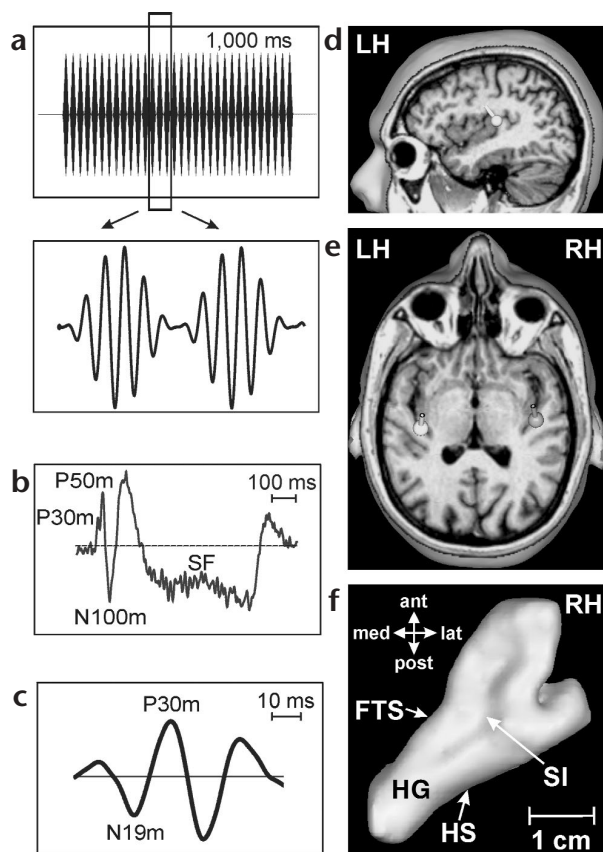 a
1,000 ms
b
P50m
100 ms
P30m
SF
N100m
c
P30m
10 ms
N19m
d
LH
e
LH
RH
f
ant
RH
med
lat
post
FTS
SI
HG
HS
1 cm